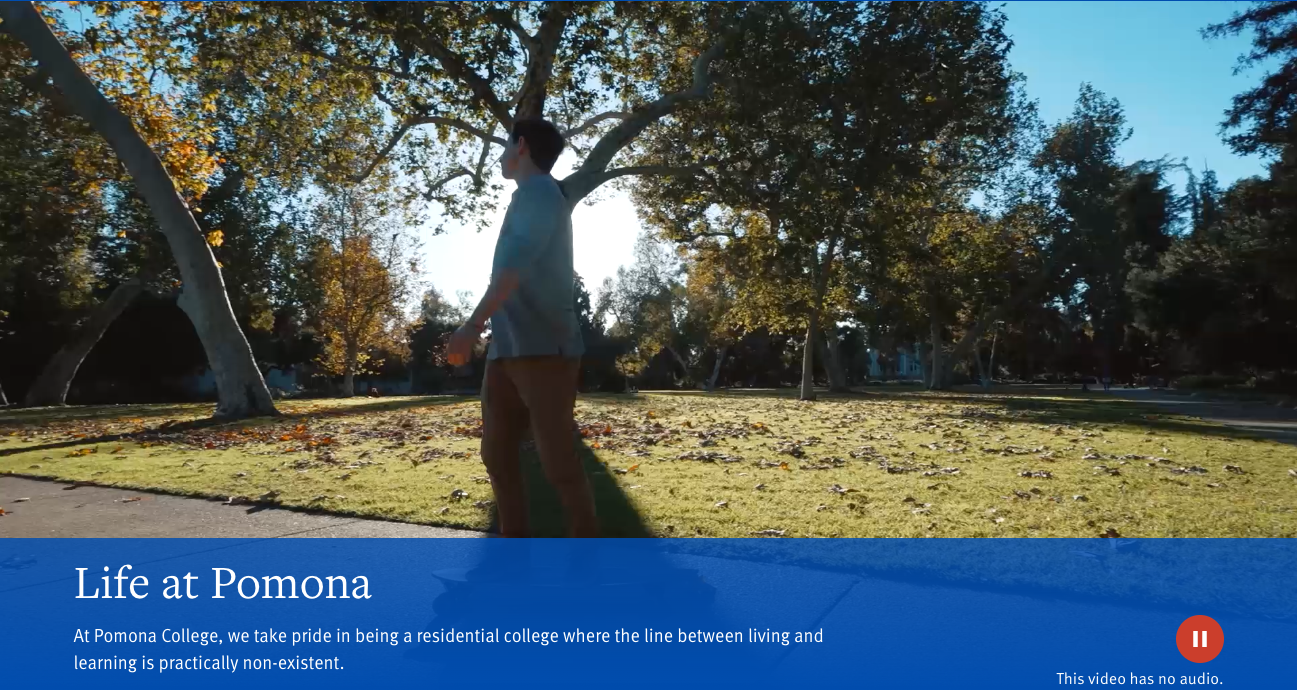 Life at Pomona
At Pomona College, we take pride in being a residential college where the line between living and
learning is practically non-existent.
This video has no audio.